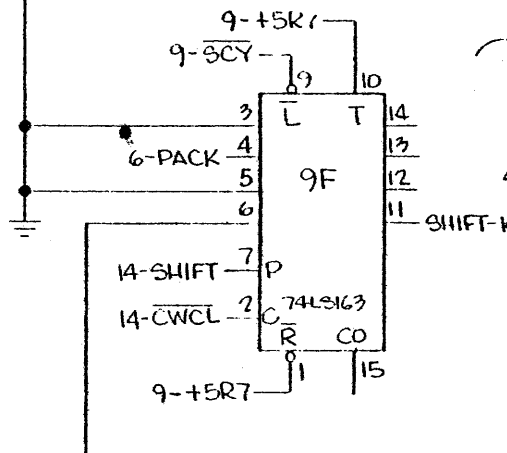 9-+5R7
9-SCY
9 10
3 L T 14
4 13
6-PACK
5 9F 12
6 11
SHIFT-
7
14-SHIFT P
2 74LS163
14-CWCL C
R CO
1 15
9-+5R7